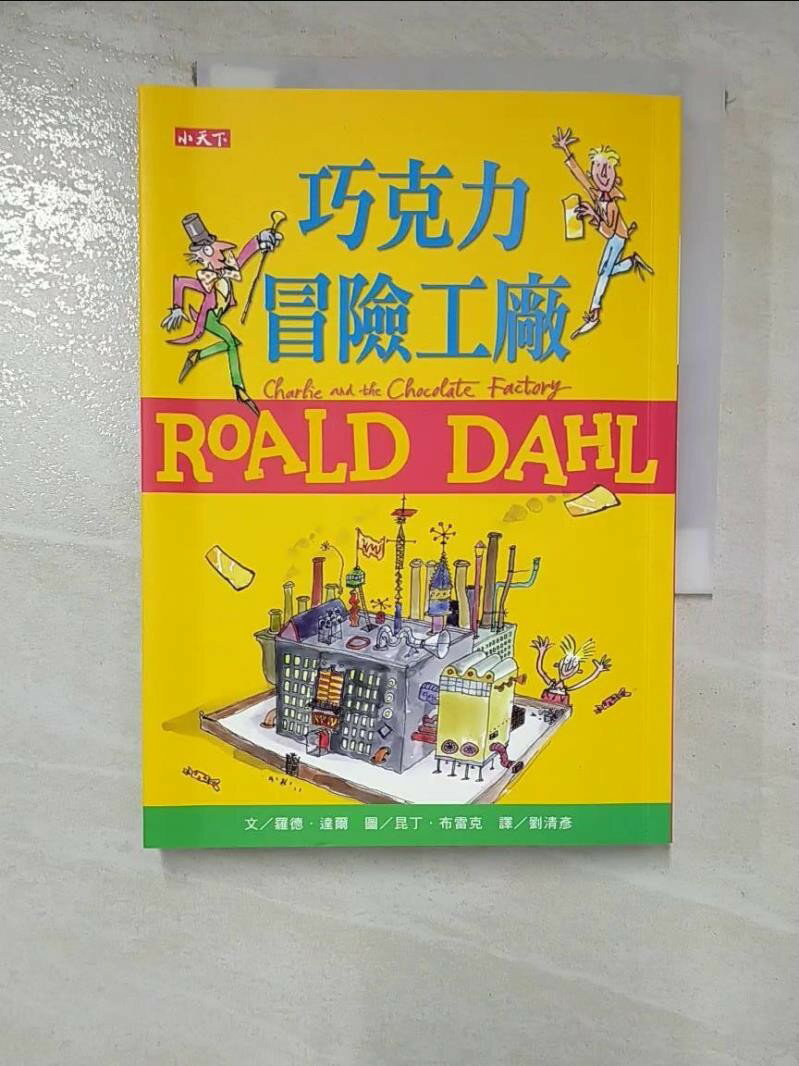 小天下
巧克力
冒險工廠
Charlie and the Chocolate Factory
ROALD DAHL
文／羅德・達爾 圖／昆丁・布雷克 譯／劉清彥